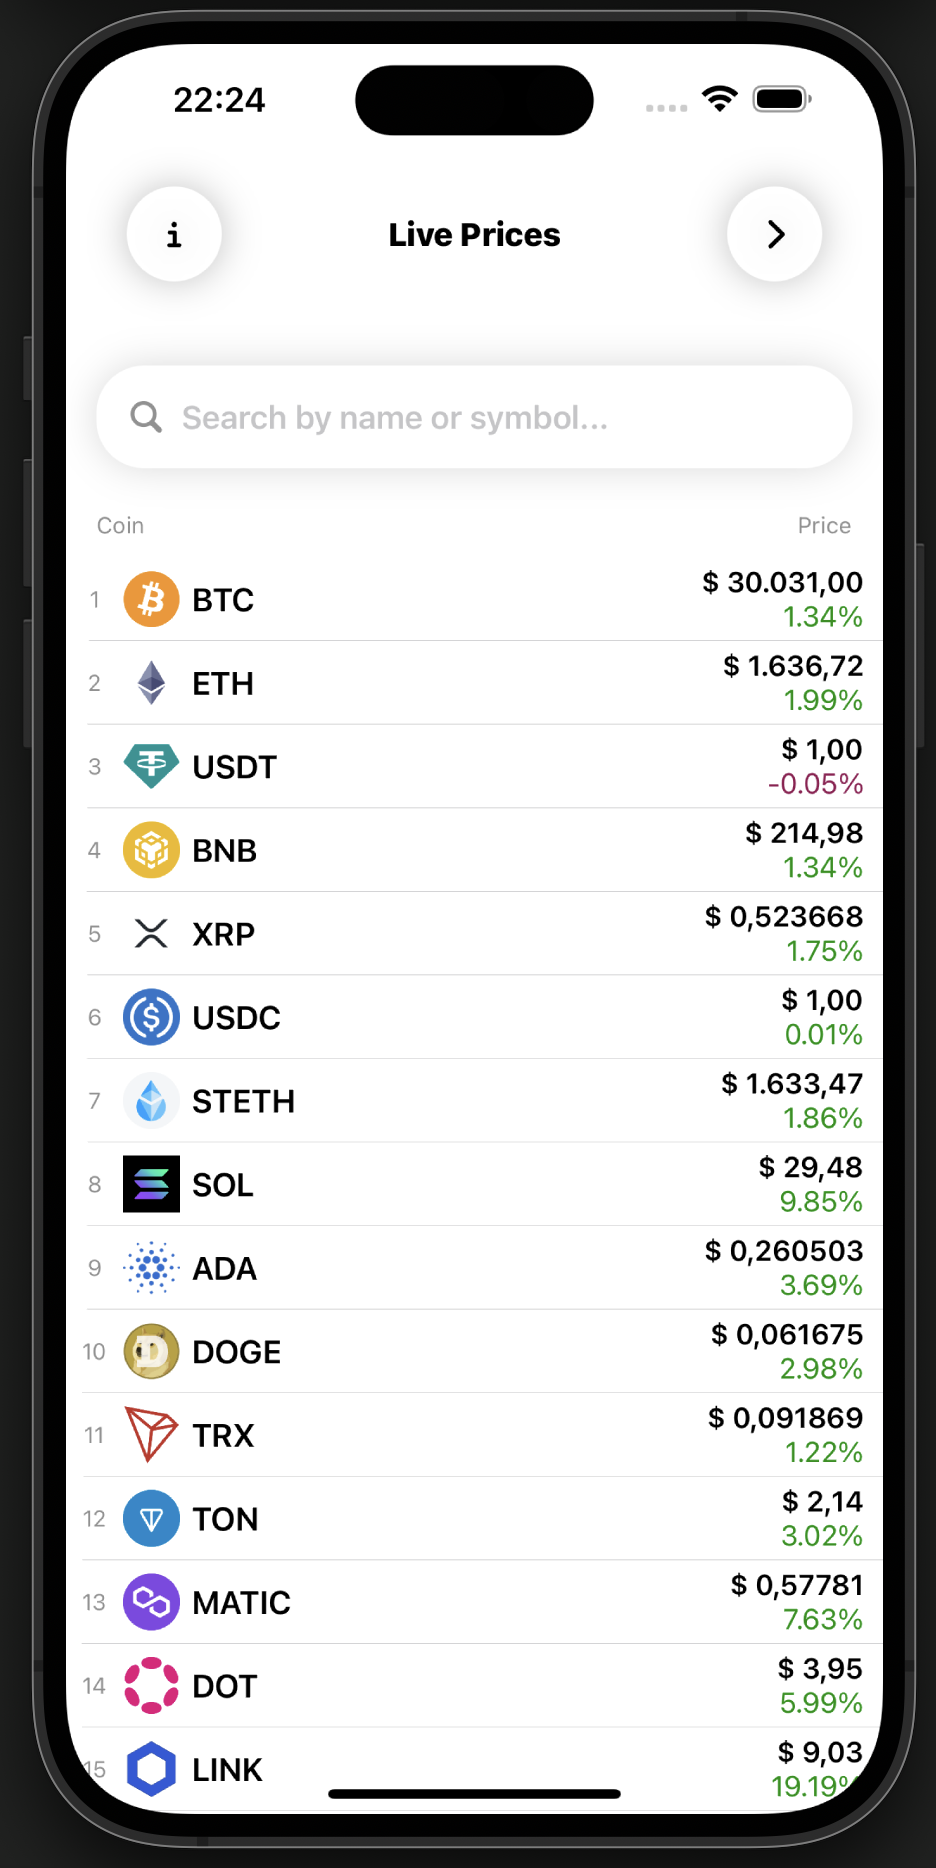 22:24
i
Live Prices
Search by name or symbol...
Coin Price
1 BTC $ 30.031,00
1.34%
2 ETH $ 1.636,72
1.99%
3 USDT $ 1,00
-0.05%
4 BNB $ 214,98
1.34%
5 XRP $ 0,523668
1.75%
6 USDC $ 1,00
0.01%
7 STETH $ 1.633,47
1.86%
8 SOL $ 29,48
9.85%
9 ADA $ 0,260503
3.69%
10 DOGE $ 0,061675
2.98%
11 TRX $ 0,091869
1.22%
12 TON $ 2,14
3.02%
13 MATIC $ 0,57781
7.63%
14 DOT $ 3,95
5.99%
15 LINK $ 9,03
19.19%